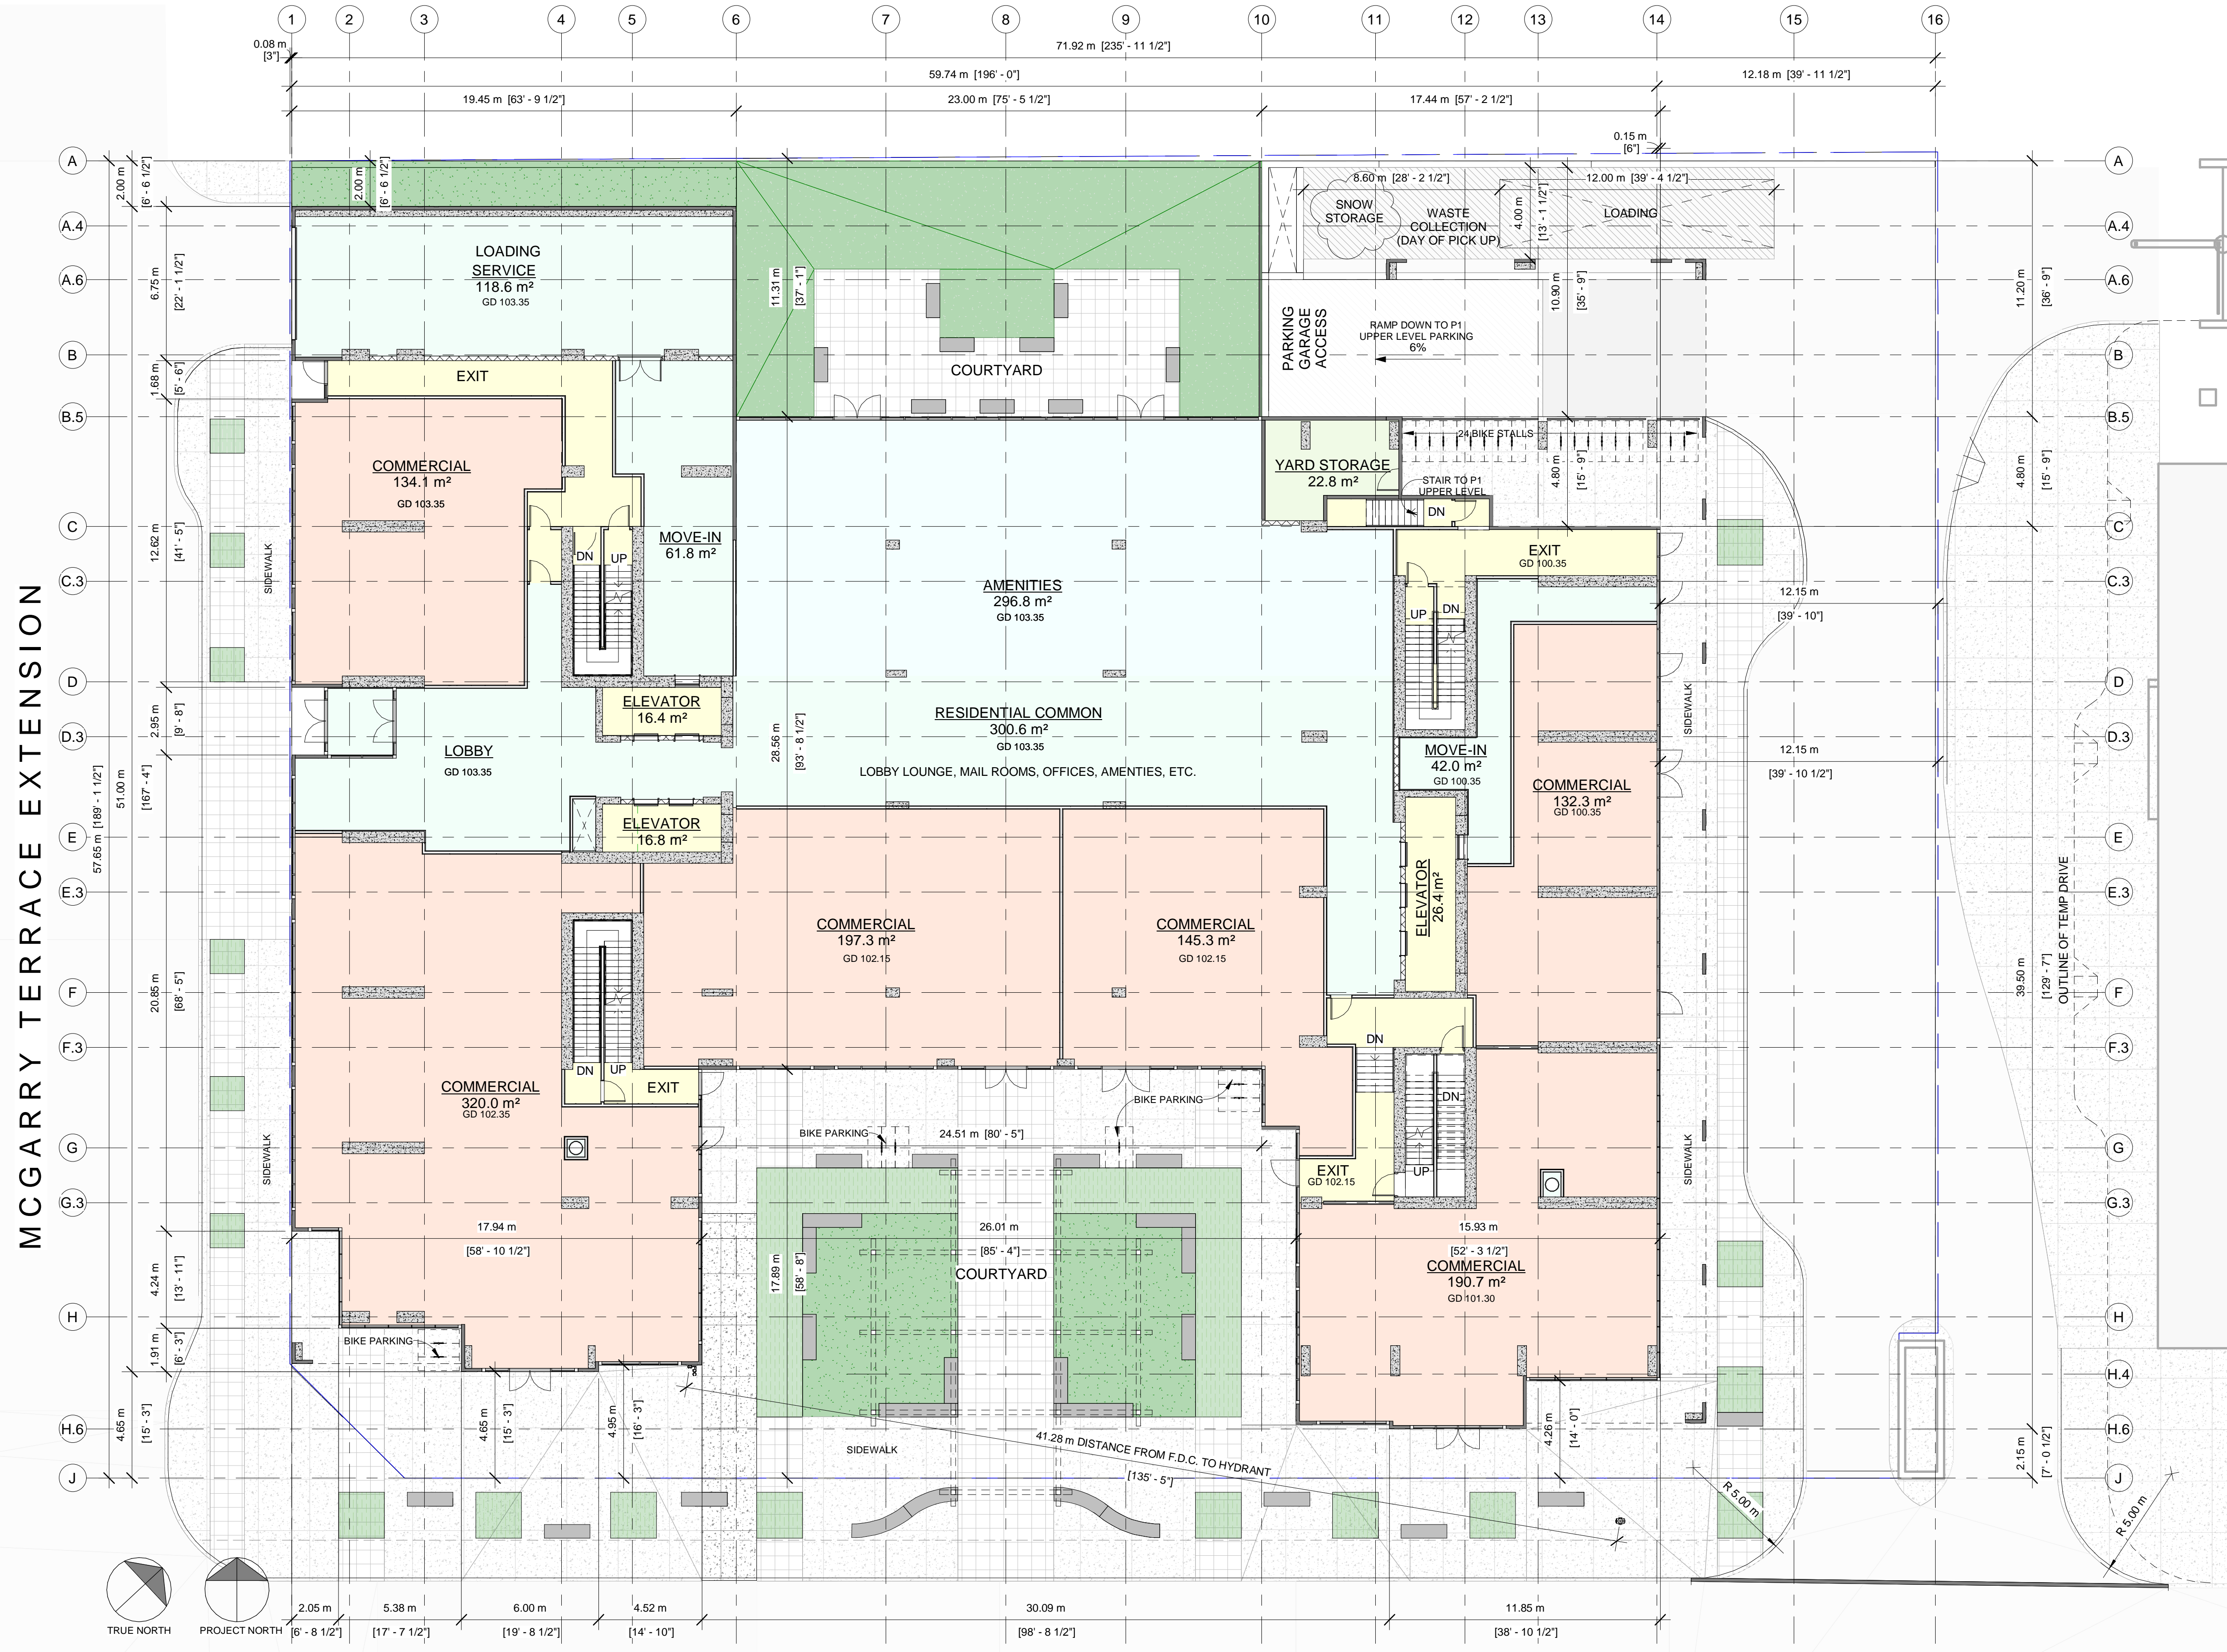 1 2 3 4 5 6 7 8 9 10 11 12 13 14 15 16
0.08 m
[3"]
71.92 m [235' - 11 1/2"]
59.74 m [196' - 0"]
12.18 m [39' - 11 1/2"]
19.45 m [63' - 9 1/2"]
23.00 m [75' - 5 1/2"]
17.44 m [57' - 2 1/2"]
0.15 m
[6"]
A
A.4
A.6
B
B.5
C
C.3
D
D.3
E
E.3
F
F.3
G
G.3
H
H.6
J
MCGARRY TERRACE EXTENSION
57.65 m [189' - 1 1/2"]
2.00 m
[6' - 6 1/2"]
51.00 m
[167' - 4"]
4.65 m
[15' - 3"]
6.75 m
[22' - 1 1/2"]
1.68 m
[5' - 6"]
12.62 m
[41' - 5"]
2.95 m
[9' - 8"]
20.85 m
[68' - 5"]
4.24 m
[13' - 11"]
1.91 m
[6' - 3"]
2.00 m
[6' - 6 1/2"]
LOADING
SERVICE
118.6 m²
GD 103.35
EXIT
COMMERCIAL
134.1 m²
GD 103.35
SIDEWALK
DN
UP
MOVE-IN
61.8 m²
ELEVATOR
16.4 m²
LOBBY
GD 103.35
ELEVATOR
16.8 m²
11.31 m
[37' - 1"]
COURTYARD
AMENITIES
296.8 m²
GD 103.35
RESIDENTIAL COMMON
300.6 m²
GD 103.35
LOBBY LOUNGE, MAIL ROOMS, OFFICES, AMENTIES, ETC.
28.56 m
[93' - 8 1/2"]
8.60 m [28' - 2 1/2"]
12.00 m [39' - 4 1/2"]
SNOW
STORAGE
WASTE
COLLECTION
(DAY OF PICK UP)
4.00 m
[13' - 1 1/2"]
LOADING
10.90 m
[35' - 9"]
PARKING
GARAGE
ACCESS
RAMP DOWN TO P1
UPPER LEVEL PARKING
6%
24 BIKE STALLS
YARD STORAGE
22.8 m²
STAIR TO P1
UPPER LEVEL
DN
4.80 m
[15' - 9"]
EXIT
GD 100.35
UP
DN
MOVE-IN
42.0 m²
GD 100.35
COMMERCIAL
132.3 m²
GD 100.35
ELEVATOR
26.4 m²
SIDEWALK
12.15 m
[39' - 10"]
12.15 m
[39' - 10 1/2"]
COMMERCIAL
197.3 m²
GD 102.15
COMMERCIAL
145.3 m²
GD 102.15
COMMERCIAL
320.0 m²
GD 102.35
DN
UP
EXIT
SIDEWALK
BIKE PARKING
BIKE PARKING
24.51 m [80' - 5"]
DN
DN
UP
EXIT
GD 102.15
SIDEWALK
17.94 m
[58' - 10 1/2"]
26.01 m
[85' - 4"]
15.93 m
[52' - 3 1/2"]
COURTYARD
17.89 m
[58' - 8"]
COMMERCIAL
190.7 m²
GD 101.30
BIKE PARKING
4.65 m
[15' - 3"]
4.95 m
[16' - 3"]
SIDEWALK
41.28 m DISTANCE FROM F.D.C. TO HYDRANT
[135' - 5"]
4.26 m
[14' - 0"]
R 5.00 m
R 5.00 m
OUTLINE OF TEMP DRIVE
11.20 m
[36' - 9"]
4.80 m
[15' - 9"]
39.50 m
[129' - 7"]
2.15 m
[7' - 0 1/2"]
A
A.4
A.6
B
B.5
C
C.3
D
D.3
E
E.3
F
F.3
G
G.3
H
H.4
H.6
J
TRUE NORTH
PROJECT NORTH
2.05 m
[6' - 8 1/2"]
5.38 m
[17' - 7 1/2"]
6.00 m
[19' - 8 1/2"]
4.52 m
[14' - 10"]
30.09 m
[98' - 8 1/2"]
11.85 m
[38' - 10 1/2"]